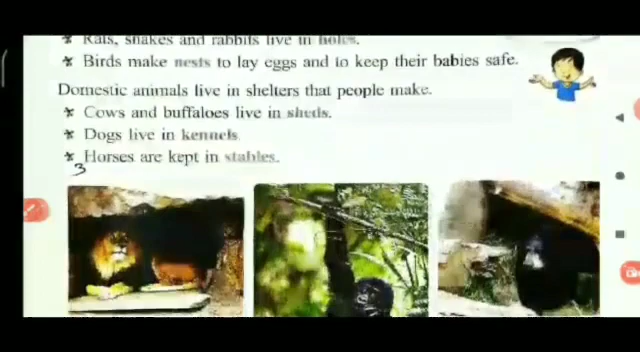 * Rats, snakes and rabbits live in holes.
* Birds make nests to lay eggs and to keep their babies safe.
Domestic animals live in shelters that people make.
* Cows and buffaloes live in sheds.
* Dogs live in kennels.
* Horses are kept in stables.
3